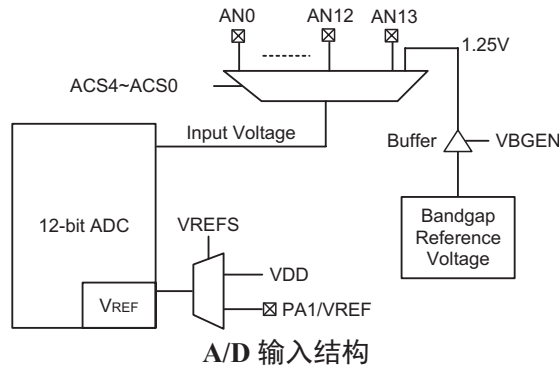 AN0 AN12 AN13
1.25V
ACS4~ACS0
Input Voltage
Buffer
VBGEN
12-bit ADC
Bandgap
Reference
Voltage
VREFS
VDD
VREF
PA1/VREF
A/D 输入结构